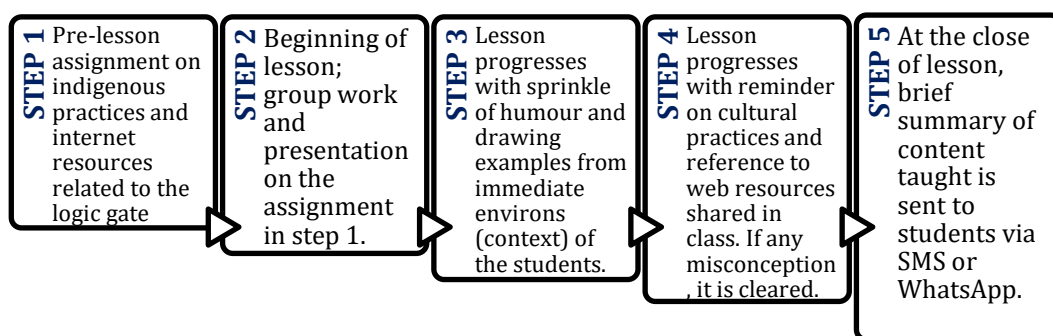 STEP 1
Pre-lesson
assignment on
indigenous
practices and
internet
resources
related to the
logic gate
STEP 2
Beginning of
lesson;
group work
and
presentation
on the
assignment
in step 1.
STEP 3
Lesson
progresses
with sprinkle
of humour and
drawing
examples from
immediate
environs
(context) of
the students.
STEP 4
Lesson
progresses
with reminder
on cultural
practices and
reference to
web resources
shared in
class. If any
misconception
, it is cleared.
STEP 5
At the close
of lesson,
brief
summary of
content
taught is
sent to
students via
SMS or
WhatsApp.